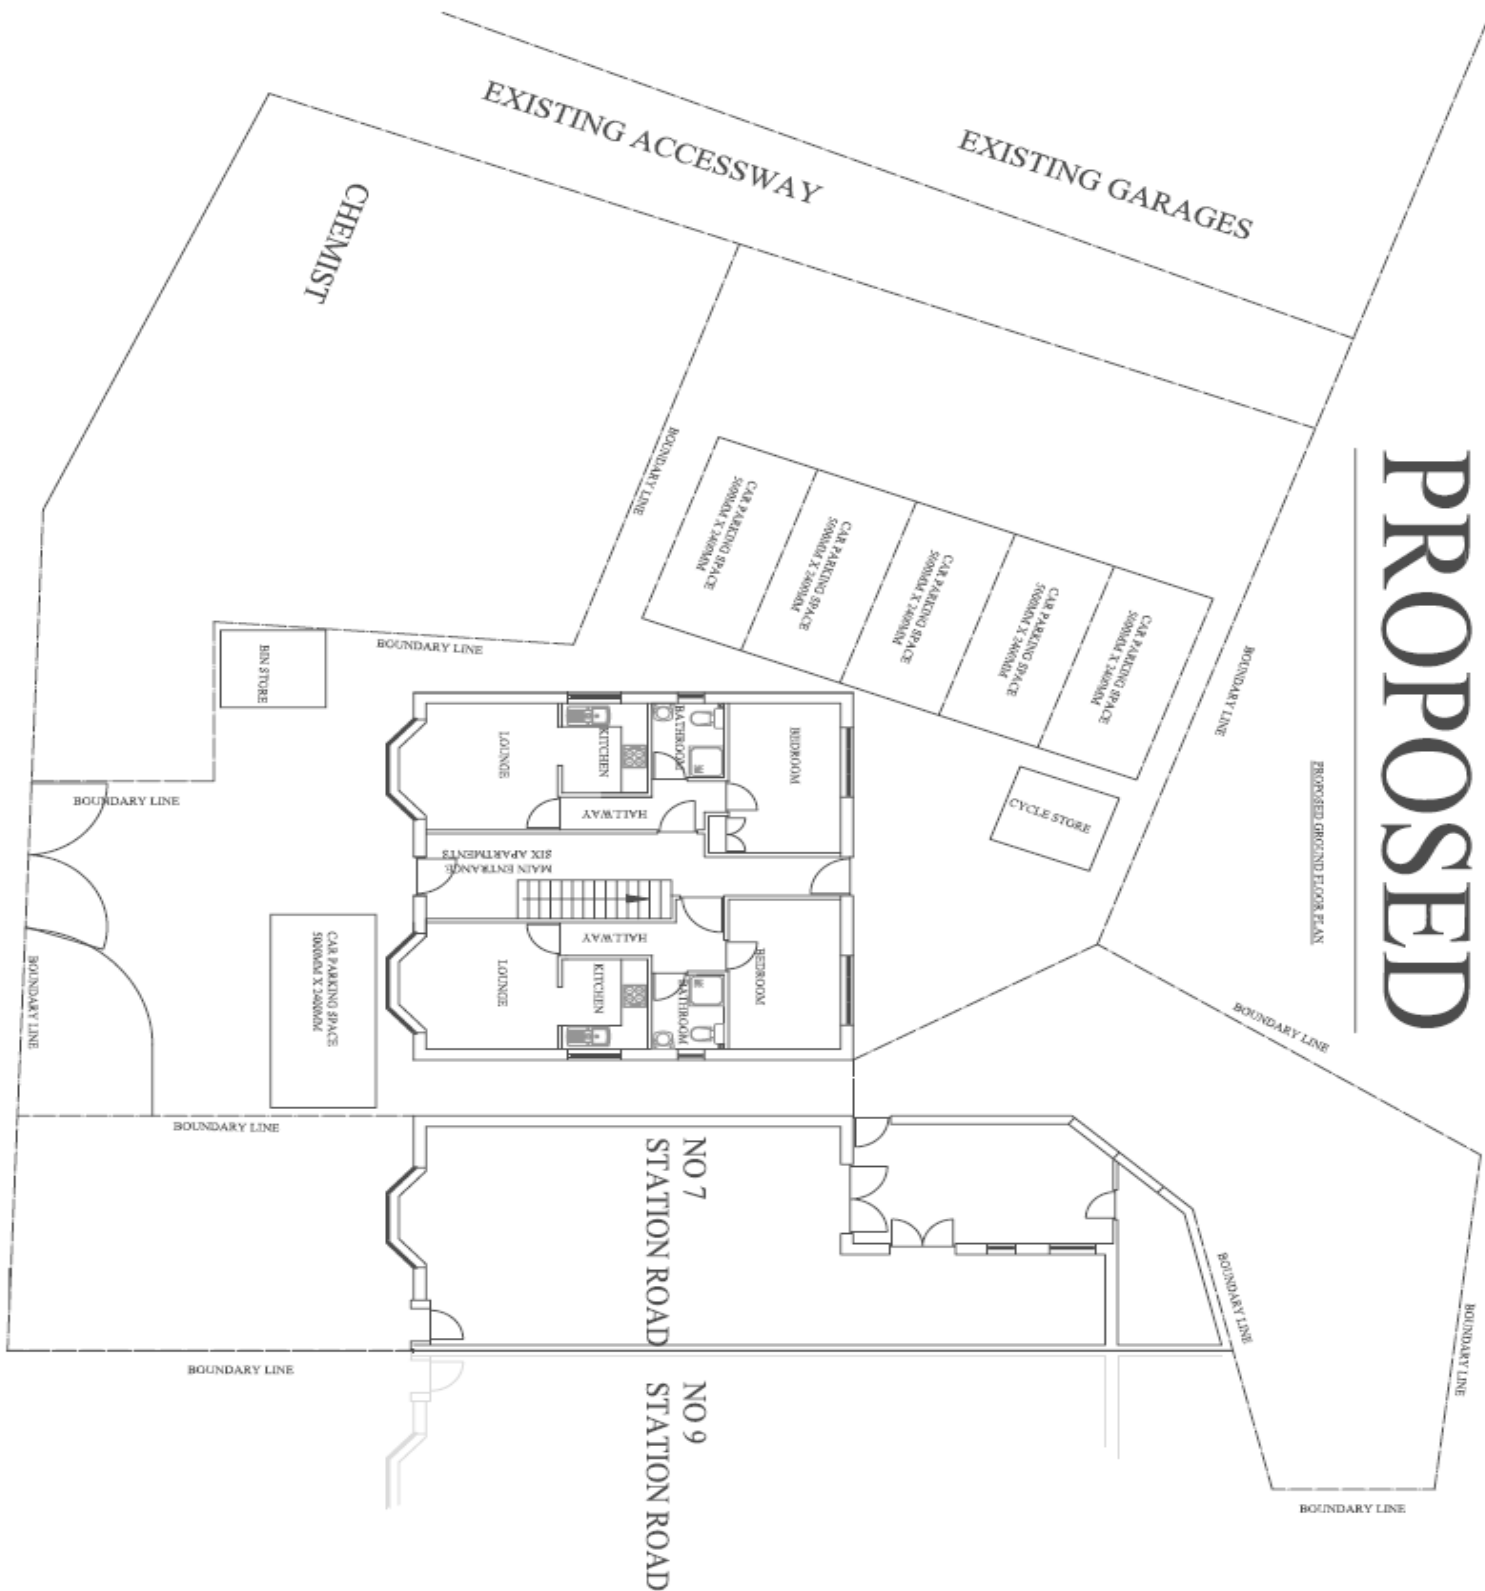 PROPOSED
PROPOSED GROUND FLOOR PLAN
EXISTING GARAGES
EXISTING ACCESSWAY
CHEMIST
BOUNDARY LINE
CAR PARKING SPACE
5000MM X 2400MM
CAR PARKING SPACE
5000MM X 2400MM
CAR PARKING SPACE
5000MM X 2400MM
CAR PARKING SPACE
5000MM X 2400MM
CAR PARKING SPACE
5000MM X 2400MM
BOUNDARY LINE
CYCLE STORE
BOUNDARY LINE
BIN STORE
BOUNDARY LINE
LOUNGE
KITCHEN
BATHROOM
BEDROOM
HALLWAY
MAIN ENTRANCE
SIX APARTMENTS
HALLWAY
LOUNGE
KITCHEN
BATHROOM
BEDROOM
CAR PARKING SPACE
5000MM X 2400MM
BOUNDARY LINE
BOUNDARY LINE
BOUNDARY LINE
NO 7
STATION ROAD
BOUNDARY LINE
BOUNDARY LINE
BOUNDARY LINE
NO 9
STATION ROAD
BOUNDARY LINE